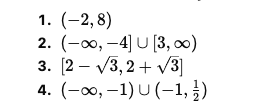 1. (−2, 8)
2. (−∞, −4] ∪ [3, ∞)
3. [2 − √3, 2 + √3]
4. (−∞, −1) ∪ (−1, 1/2)